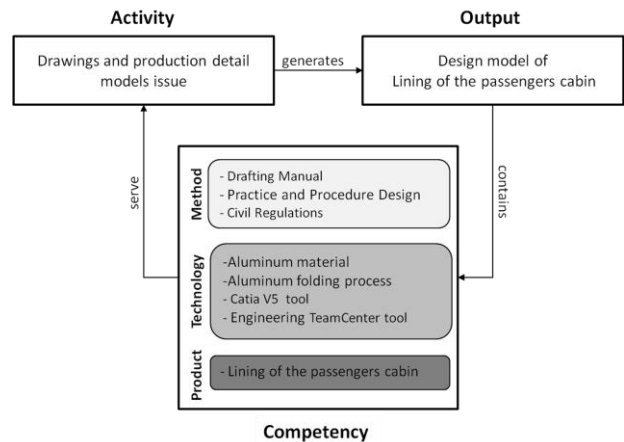 Activity
Output
Drawings and production detail
models issue
generates
Design model of
Lining of the passengers cabin
serve
contains
Method
- Drafting Manual
- Practice and Procedure Design
- Civil Regulations
Technology
-Aluminum material
-Aluminum folding process
- Catia V5 tool
- Engineering TeamCenter tool
Product
- Lining of the passengers cabin
Competency